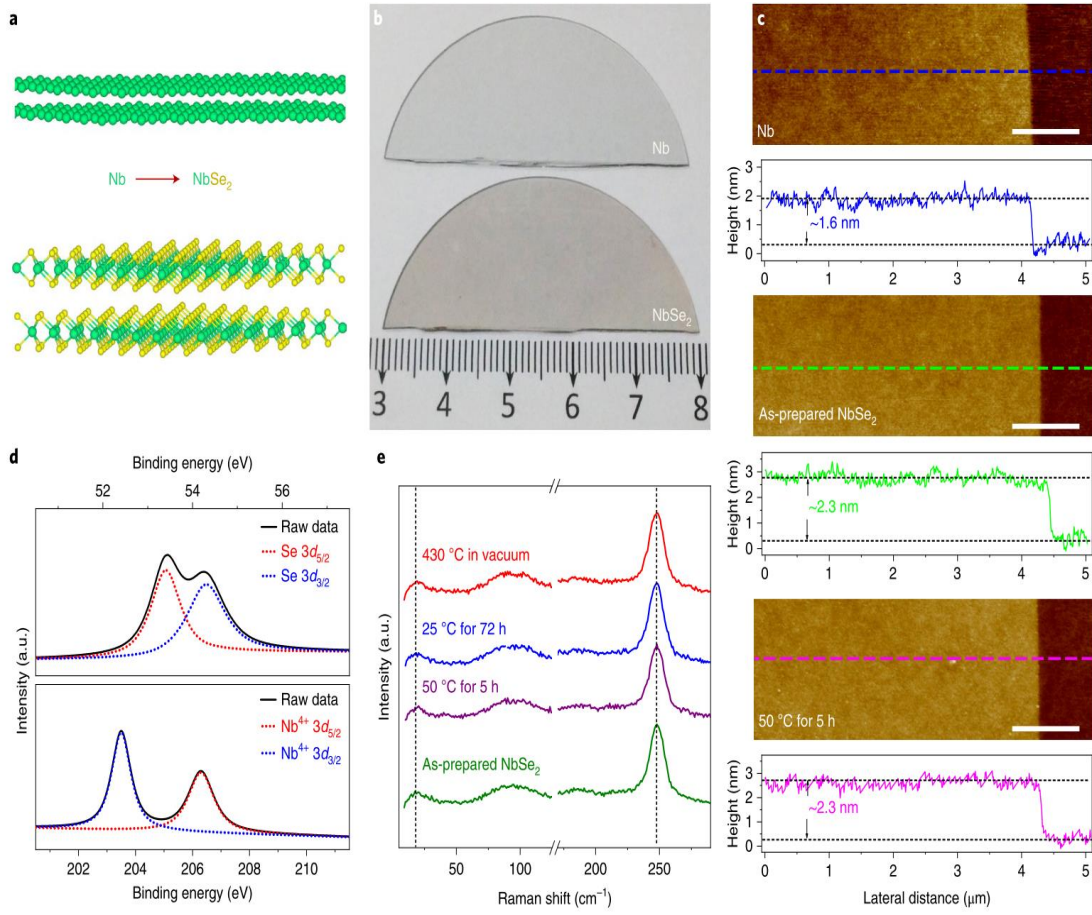 a
Nb → NbSe₂
b
Nb
NbSe₂
3 4 5 6 7 8
c
Nb
Height (nm)
3
2
1
0
~1.6 nm
0 1 2 3 4 5
As-prepared NbSe₂
Height (nm)
3
2
1
0
~2.3 nm
0 1 2 3 4 5
50 °C for 5 h
Height (nm)
3
2
1
0
~2.3 nm
0 1 2 3 4 5
Lateral distance (μm)
d
Binding energy (eV)
52 54 56
Raw data
Se 3d₅/₂
Se 3d₃/₂
Intensity (a.u.)
Raw data
Nb⁴⁺ 3d₅/₂
Nb⁴⁺ 3d₃/₂
202 204 206 208 210
Binding energy (eV)
e
Intensity (a.u.)
430 °C in vacuum
25 °C for 72 h
50 °C for 5 h
As-prepared NbSe₂
50 100 200 250
Raman shift (cm⁻¹)